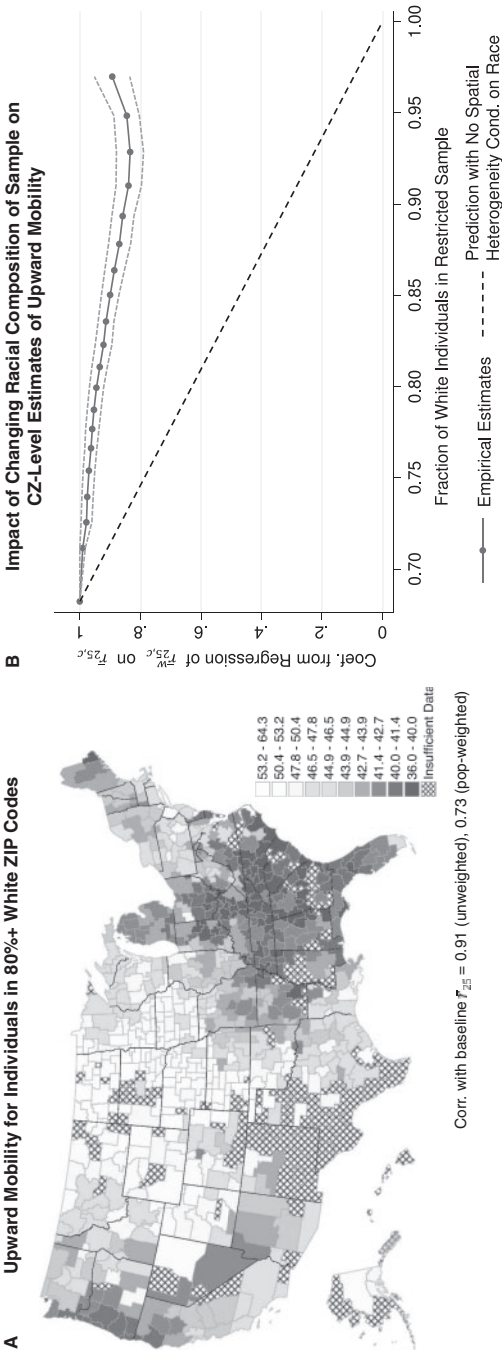 A
Upward Mobility for Individuals in 80%+ White ZIP Codes
53.2 - 64.3
50.4 - 53.2
47.8 - 50.4
46.5 - 47.8
44.9 - 46.5
43.9 - 44.9
42.7 - 43.9
41.4 - 42.7
40.0 - 41.4
36.0 - 40.0
Insufficient Data
Corr. with baseline r̄25 = 0.91 (unweighted), 0.73 (pop-weighted)
B
Impact of Changing Racial Composition of Sample on
CZ-Level Estimates of Upward Mobility
Coef. from Regression of r̄ʷ25,c on r̄25,c
1
.8
.6
.4
.2
0
0.70
0.75
0.80
0.85
0.90
0.95
1.00
Fraction of White Individuals in Restricted Sample
Empirical Estimates
Prediction with No Spatial
Heterogeneity Cond. on Race